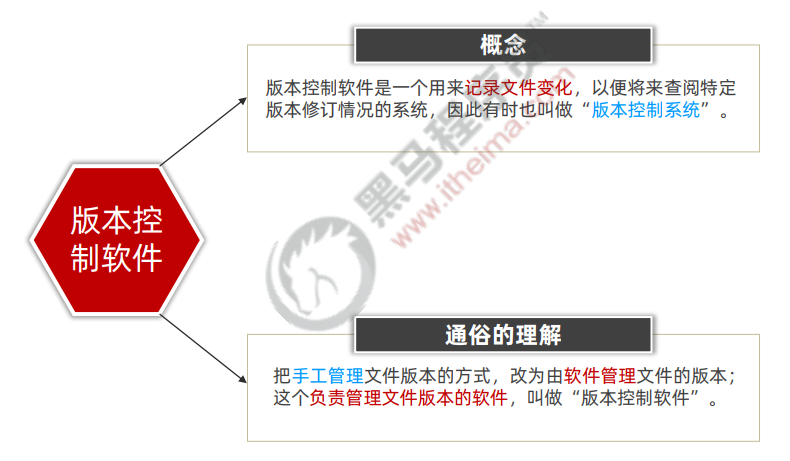 概念
版本控制软件是一个用来记录文件变化，以便将来查阅特定
版本修订情况的系统，因此有时也叫做“版本控制系统”。
版本控
制软件
通俗的理解
把手工管理文件版本的方式，改为由软件管理文件的版本；
这个负责管理文件版本的软件，叫做“版本控制软件”。
黑马程序员™
www.itheima.com